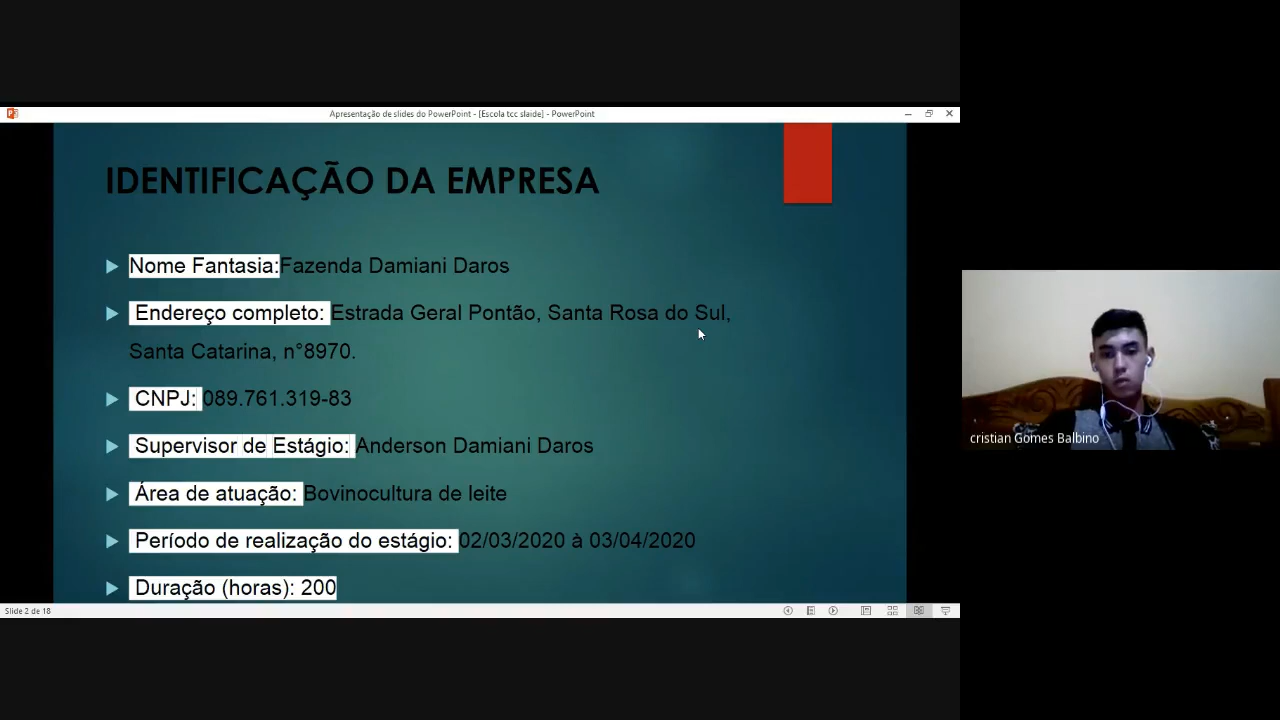 Apresentação de slides do PowerPoint - [Escola tcc slaide] - PowerPoint
IDENTIFICAÇÃO DA EMPRESA
Nome Fantasia:Fazenda Damiani Daros
Endereço completo: Estrada Geral Pontão, Santa Rosa do Sul,
Santa Catarina, n°8970.
CNPJ: 089.761.319-83
Supervisor de Estágio: Anderson Damiani Daros
Área de atuação: Bovinocultura de leite
Período de realização do estágio: 02/03/2020 à 03/04/2020
Duração (horas): 200
Slide 2 de 18
cristian Gomes Balbino